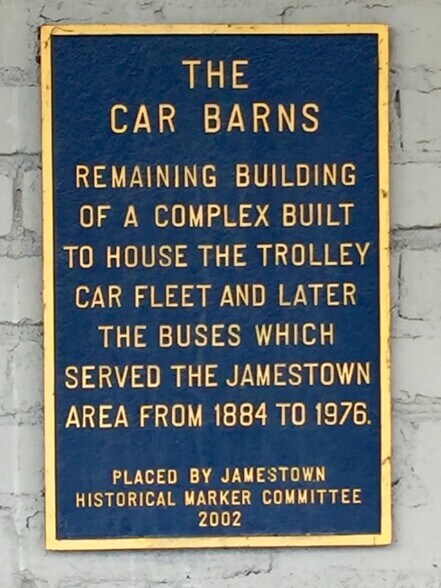 THE
CAR BARNS
REMAINING BUILDING
OF A COMPLEX BUILT
TO HOUSE THE TROLLEY
CAR FLEET AND LATER
THE BUSES WHICH
SERVED THE JAMESTOWN
AREA FROM 1884 TO 1976.
PLACED BY JAMESTOWN
HISTORICAL MARKER COMMITTEE
2002